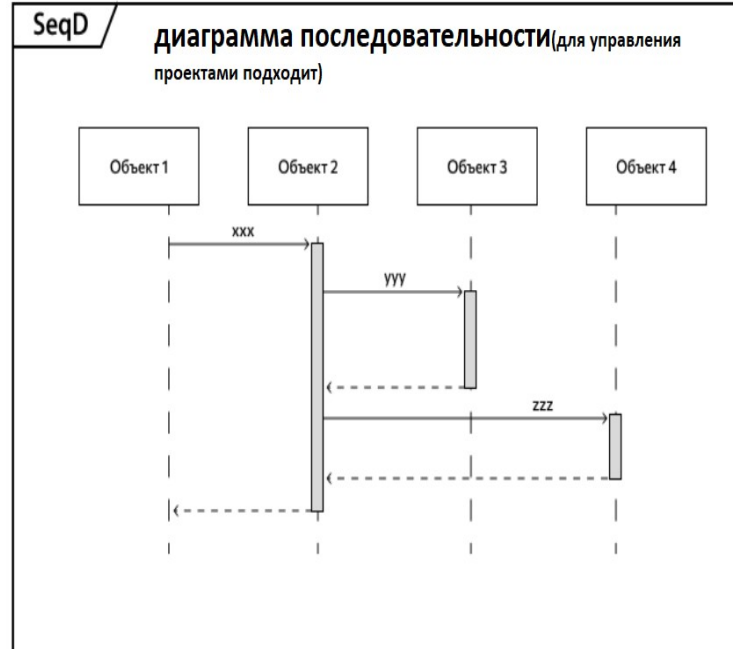 SeqD
диаграмма последовательности(для управления
проектами подходит)
Объект 1
Объект 2
Объект 3
Объект 4
xxx
yyy
zzz